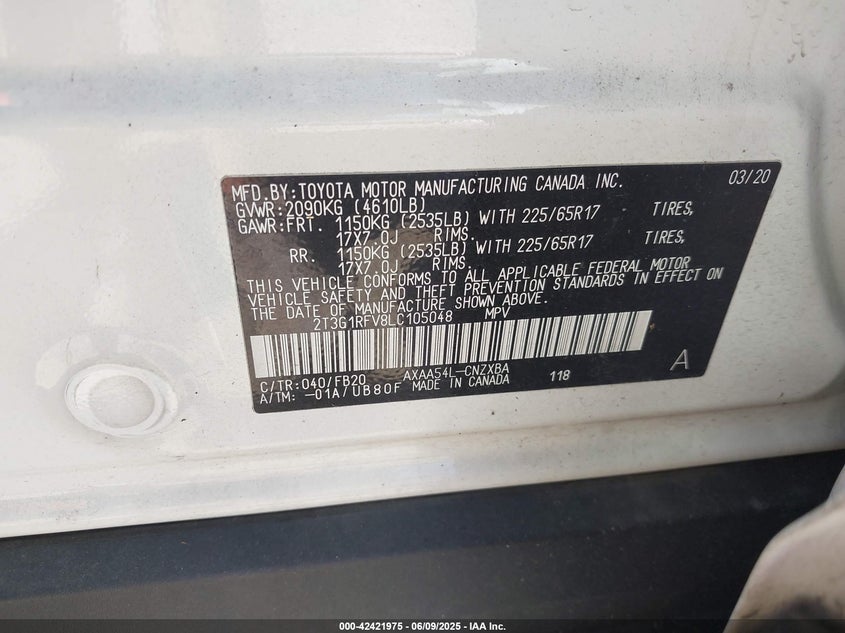 MFD.BY:TOYOTA MOTOR MANUFACTURING CANADA INC. 03/20
GVWR:2090KG (4610LB)
GAWR:FRT. 1150KG (2535LB) WITH 225/65R17 TIRES,
17X7.0J RIMS.
RR. 1150KG (2535LB) WITH 225/65R17 TIRES,
17X7.0J RIMS.
THIS VEHICLE CONFORMS TO ALL APPLICABLE FEDERAL MOTOR
VEHICLE SAFETY AND THEFT PREVENTION STANDARDS IN EFFECT ON
THE DATE OF MANUFACTURE SHOWN ABOVE.
2T3G1RFV8LC105048 MPV
C/TR:040/FB20 AXAA54L-CNZXBA 118 A
A/TM: -01A/UB80F MADE IN CANADA
000-42421975 - 06/09/2025 - IAA Inc.